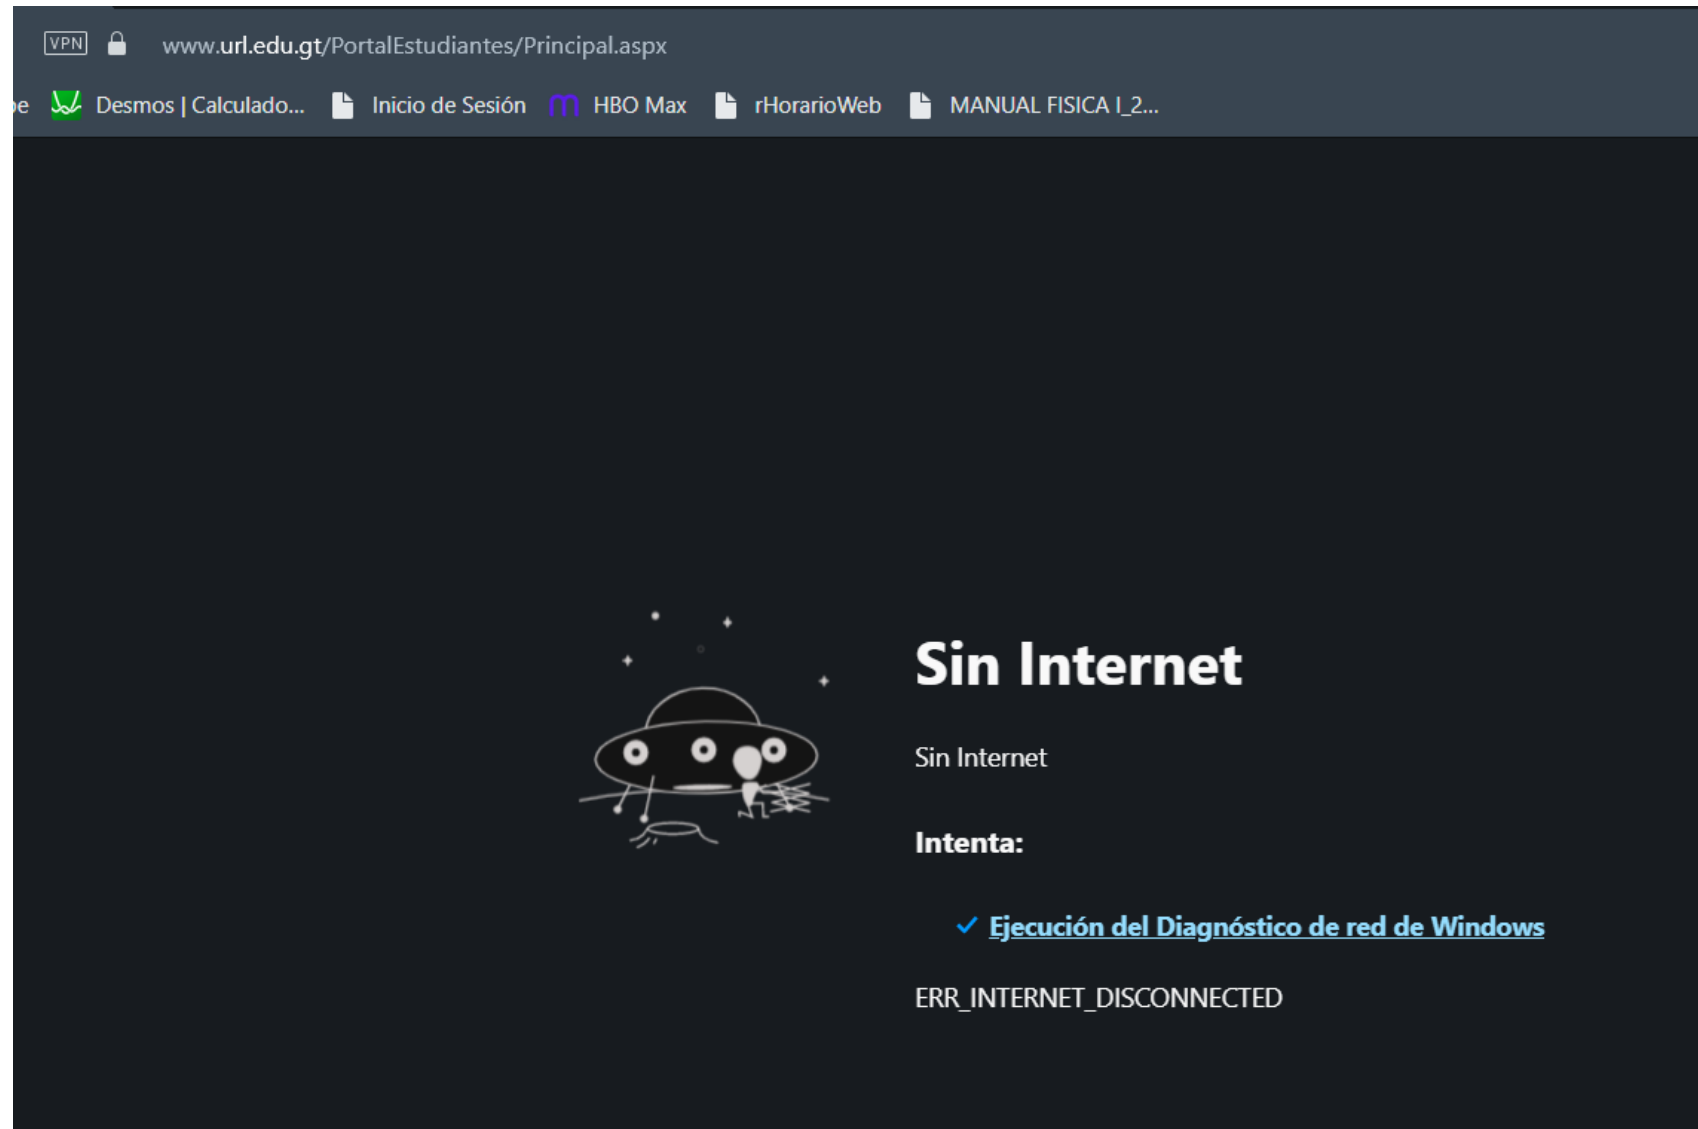 VPN www.url.edu.gt/PortalEstudiantes/Principal.aspx
Desmos | Calculado... Inicio de Sesión HBO Max rHorarioWeb MANUAL FISICA I_2...
Sin Internet
Sin Internet
Intenta:
Ejecución del Diagnóstico de red de Windows
ERR_INTERNET_DISCONNECTED